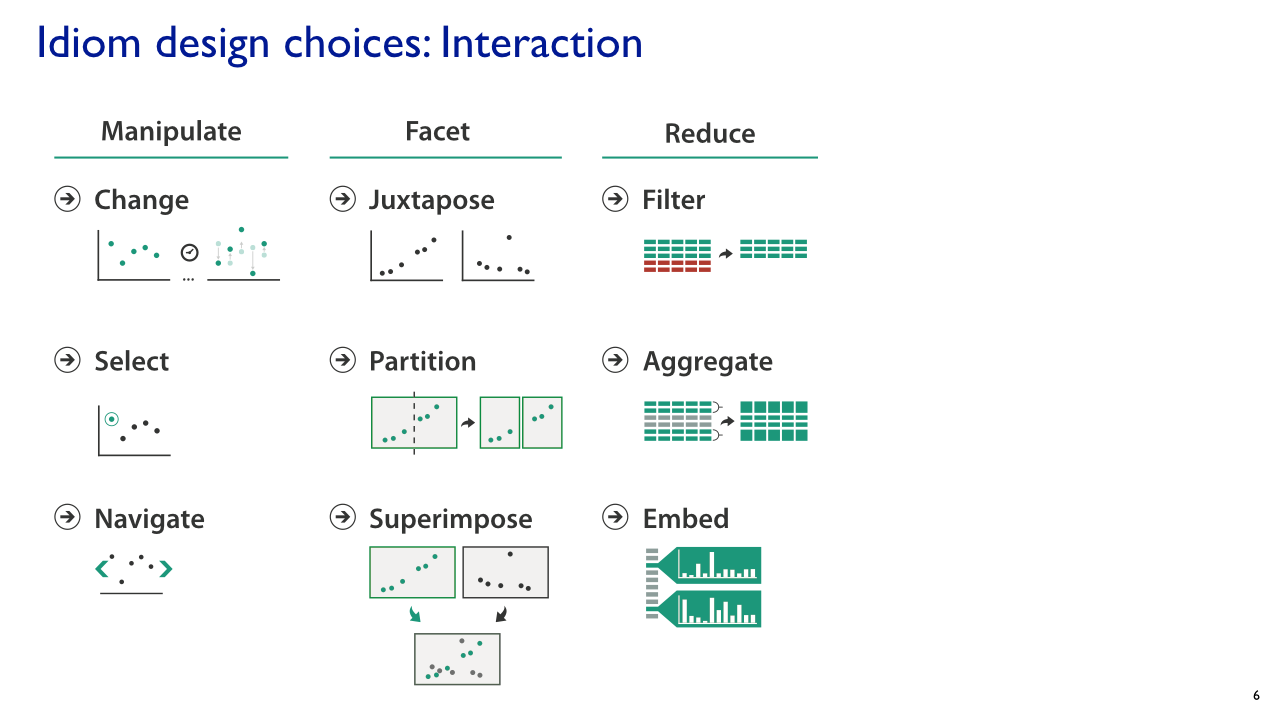 Idiom design choices: Interaction
Manipulate
Facet
Reduce
Change
Juxtapose
Filter
...
Select
Partition
Aggregate
Navigate
Superimpose
Embed
6